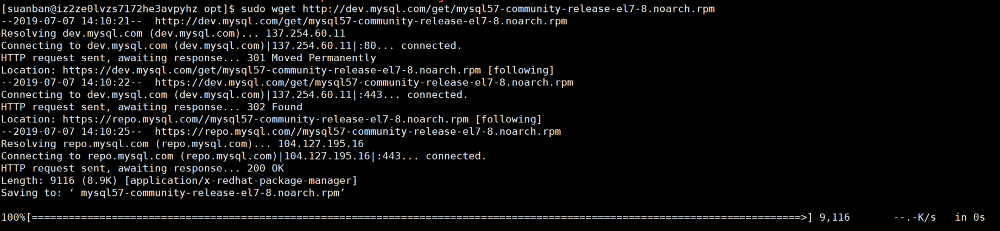 [suanban@iz2ze0lvzs7172he3avpyhz opt]$ sudo wget http://dev.mysql.com/get/mysql57-community-release-el7-8.noarch.rpm
--2019-07-07 14:10:21--  http://dev.mysql.com/get/mysql57-community-release-el7-8.noarch.rpm
Resolving dev.mysql.com (dev.mysql.com)... 137.254.60.11
Connecting to dev.mysql.com (dev.mysql.com)|137.254.60.11|:80... connected.
HTTP request sent, awaiting response... 301 Moved Permanently
Location: https://dev.mysql.com/get/mysql57-community-release-el7-8.noarch.rpm [following]
--2019-07-07 14:10:22--  https://dev.mysql.com/get/mysql57-community-release-el7-8.noarch.rpm
Connecting to dev.mysql.com (dev.mysql.com)|137.254.60.11|:443... connected.
HTTP request sent, awaiting response... 302 Found
Location: https://repo.mysql.com//mysql57-community-release-el7-8.noarch.rpm [following]
--2019-07-07 14:10:25--  https://repo.mysql.com//mysql57-community-release-el7-8.noarch.rpm
Resolving repo.mysql.com (repo.mysql.com)... 104.127.195.16
Connecting to repo.mysql.com (repo.mysql.com)|104.127.195.16|:443... connected.
HTTP request sent, awaiting response... 200 OK
Length: 9116 (8.9K) [application/x-redhat-package-manager]
Saving to: ‘ mysql57-community-release-el7-8.noarch.rpm’
100%[=============================================================================================================================>] 9,116       --.-K/s   in 0s